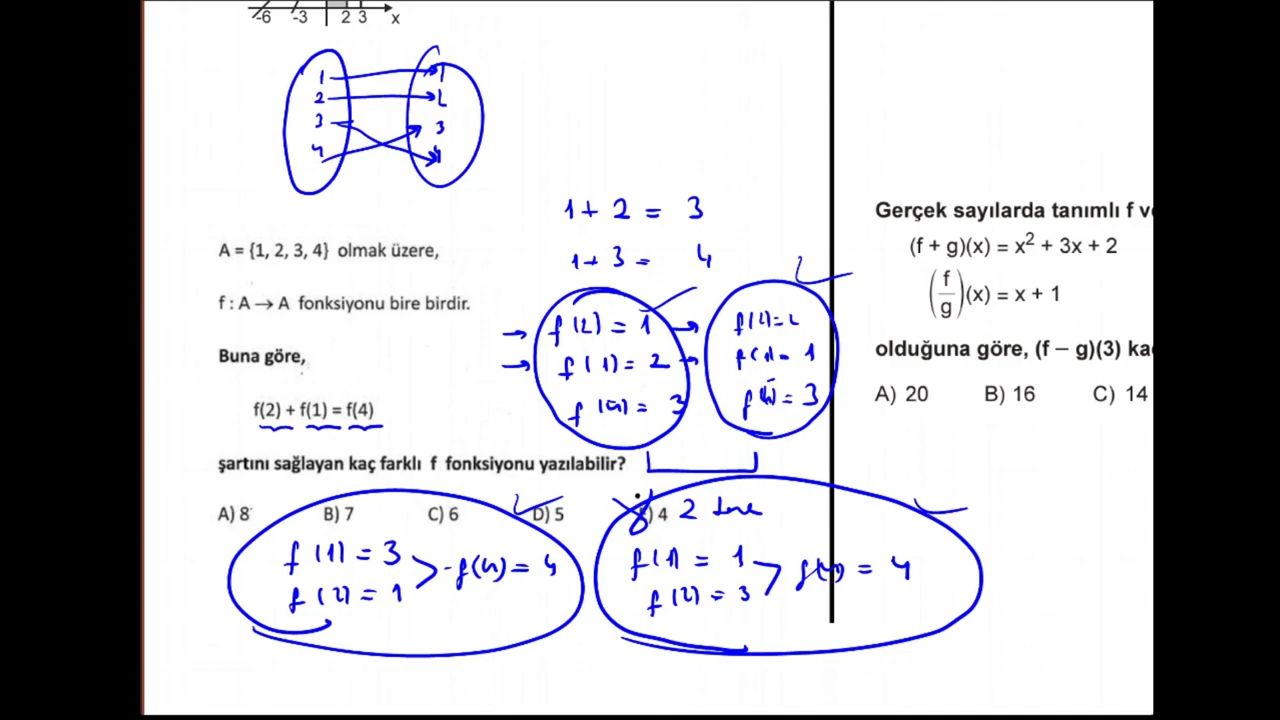 -6 -3 2 3 x
1 1
2 2
3 3
4 4
1 + 2 = 3
1 + 3 = 4
A = {1, 2, 3, 4} olmak üzere,
f : A → A fonksiyonu bire birdir.
Buna göre,
f(2) + f(1) = f(4)
şartını sağlayan kaç farklı f fonksiyonu yazılabilir?
A) 8 B) 7 C) 6 D) 5 E) 4
f(2) = 1
f(1) = 2
f(4) = 3
f(2) = 2
f(1) = 1
f(4) = 3
2 tane
f(1) = 3
f(2) = 1 > f(4) = 4
f(1) = 1
f(2) = 3 > f(4) = 4
Gerçek sayılarda tanımlı f
(f + g)(x) = x² + 3x + 2
(f/g)(x) = x + 1
olduğuna göre, (f − g)(3)
A) 20 B) 16 C) 14